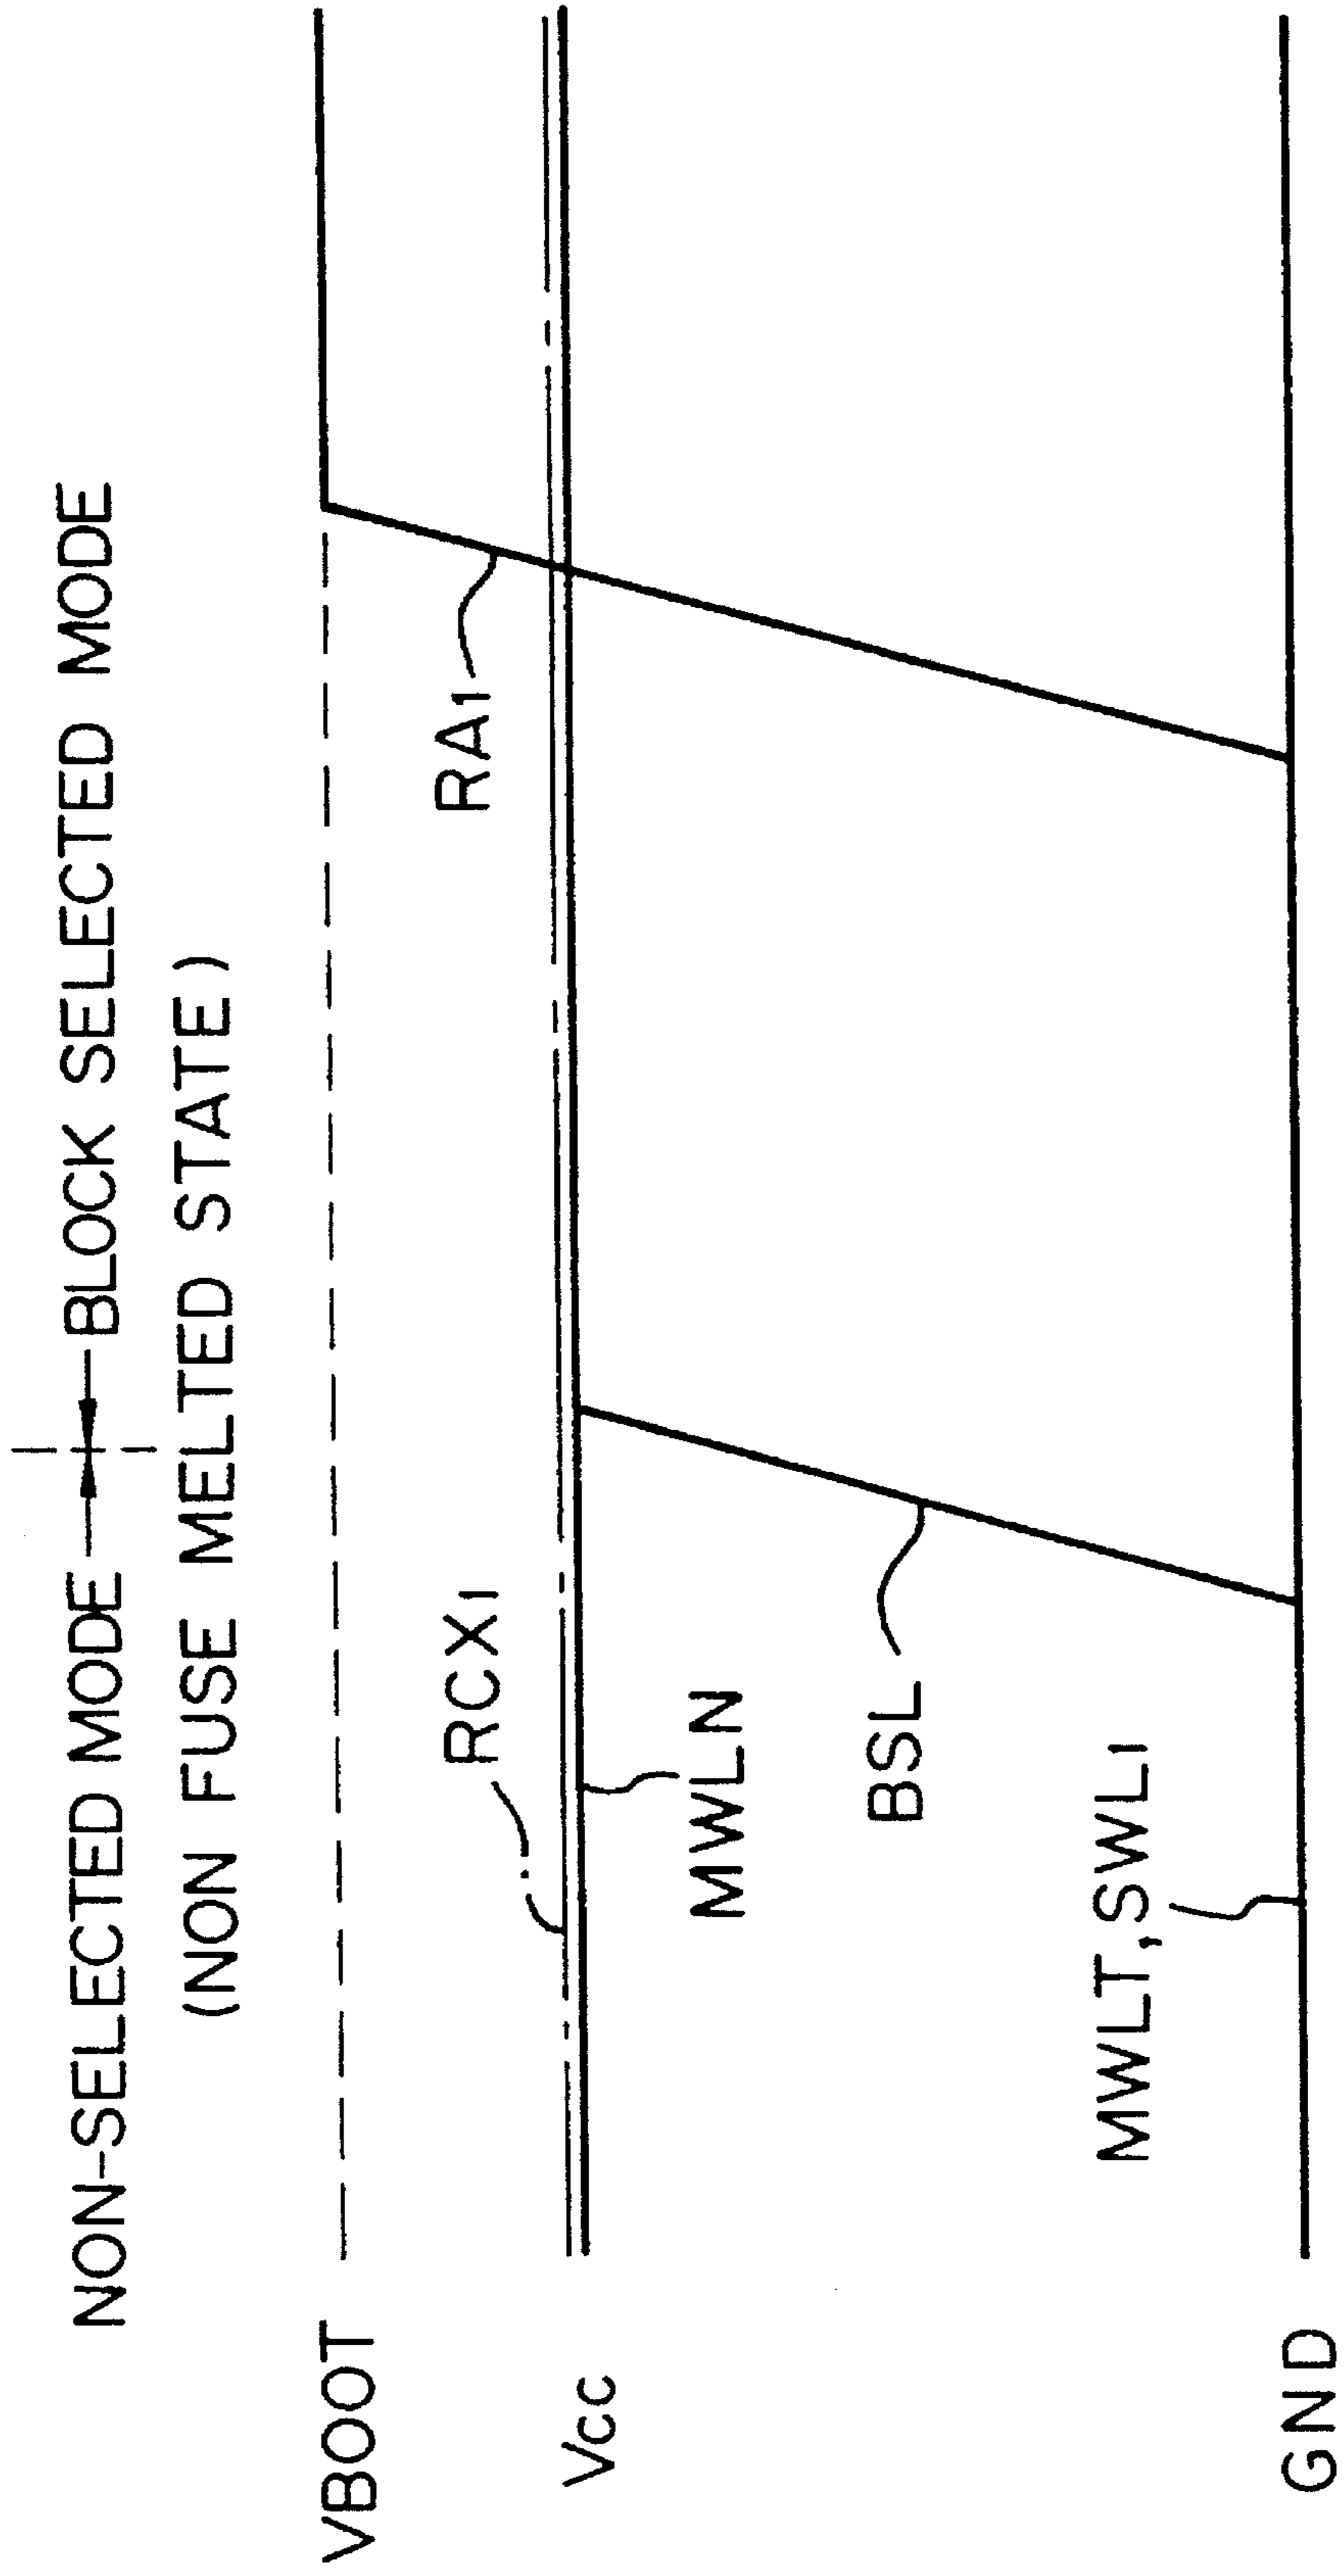 NON-SELECTED MODE BLOCK SELECTED MODE
(NON FUSE MELTED STATE)
VBOOT
RA1
RCX1
Vcc
MWLN
BSL
MWLT, SWL1
GND